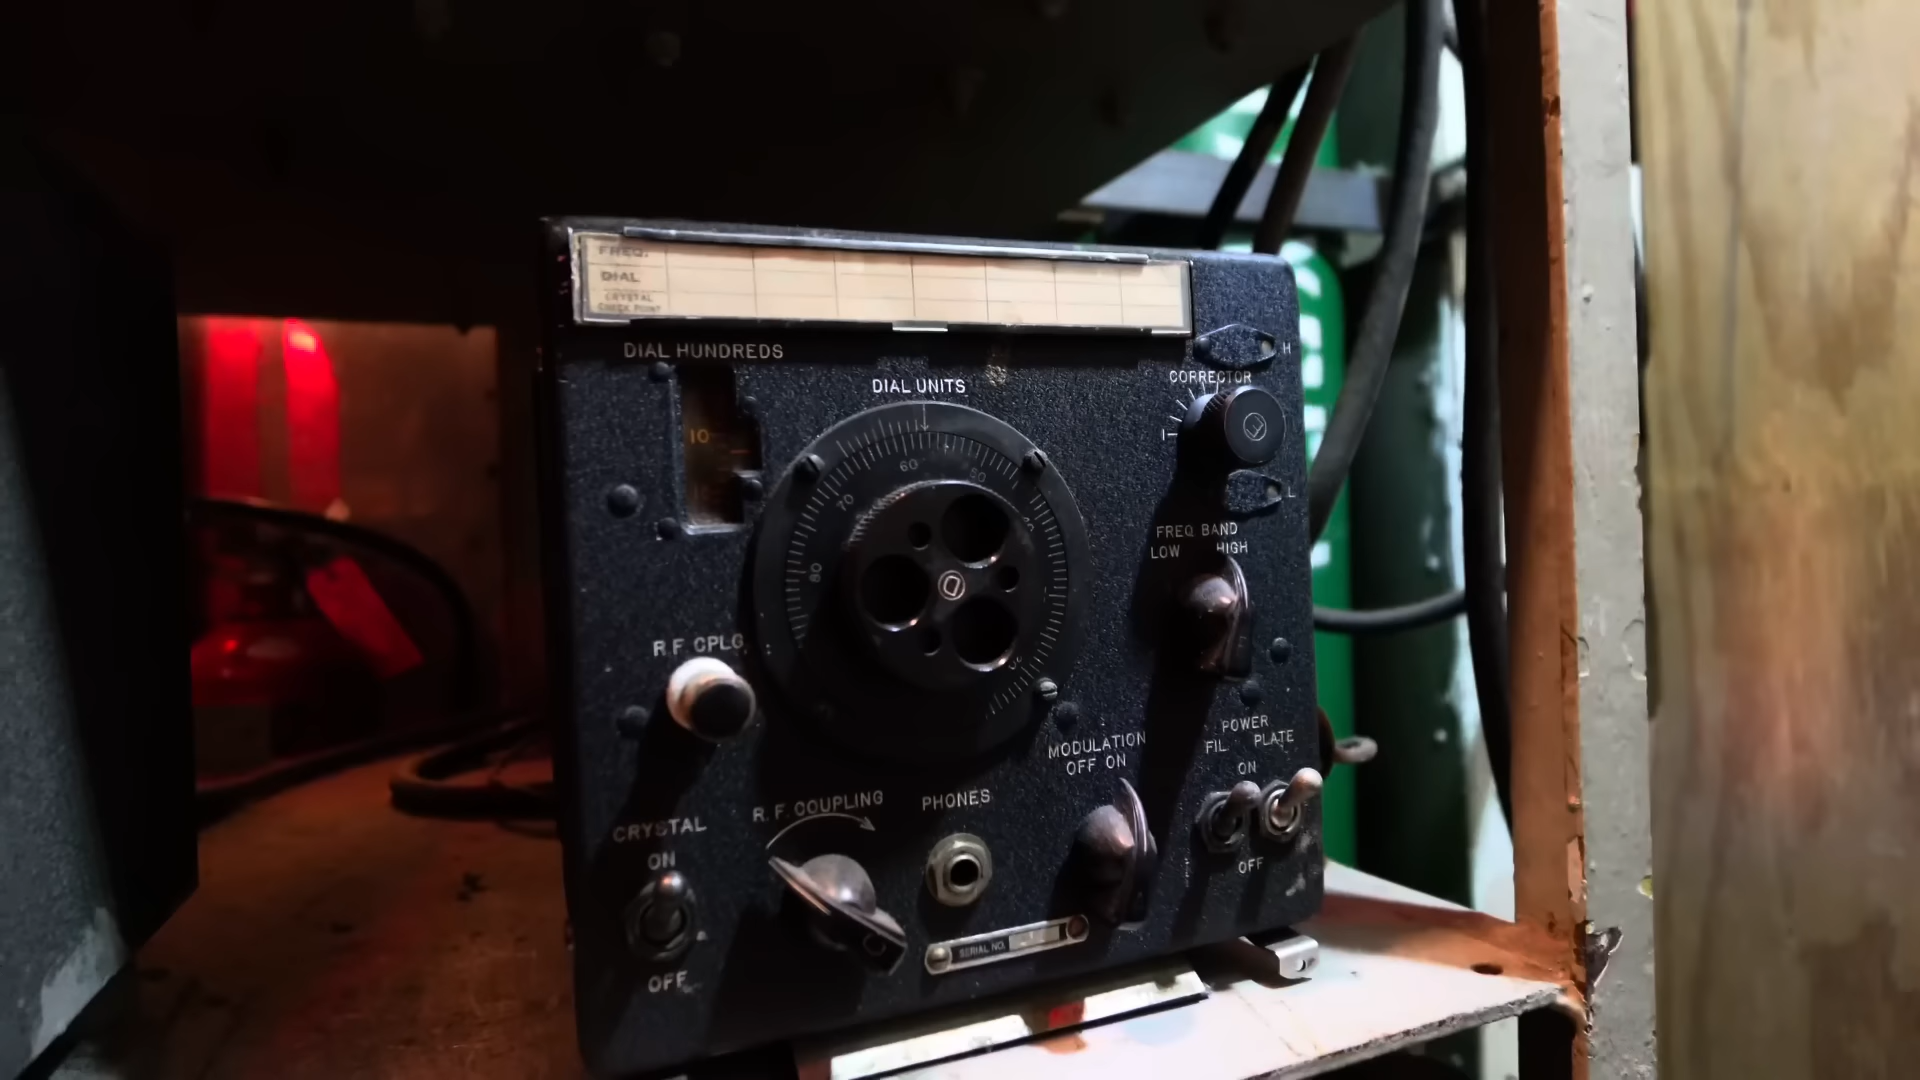 FREQ.
DIAL
CRYSTAL
CHECK POINT
DIAL HUNDREDS
10
DIAL UNITS
60
50
70
80
H
CORRECTOR
L
FREQ. BAND
LOW HIGH
R.F. CPLG.
POWER
FIL PLATE
ON
OFF
MODULATION
OFF ON
R.F. COUPLING
PHONES
CRYSTAL
ON
OFF
SERIAL NO.